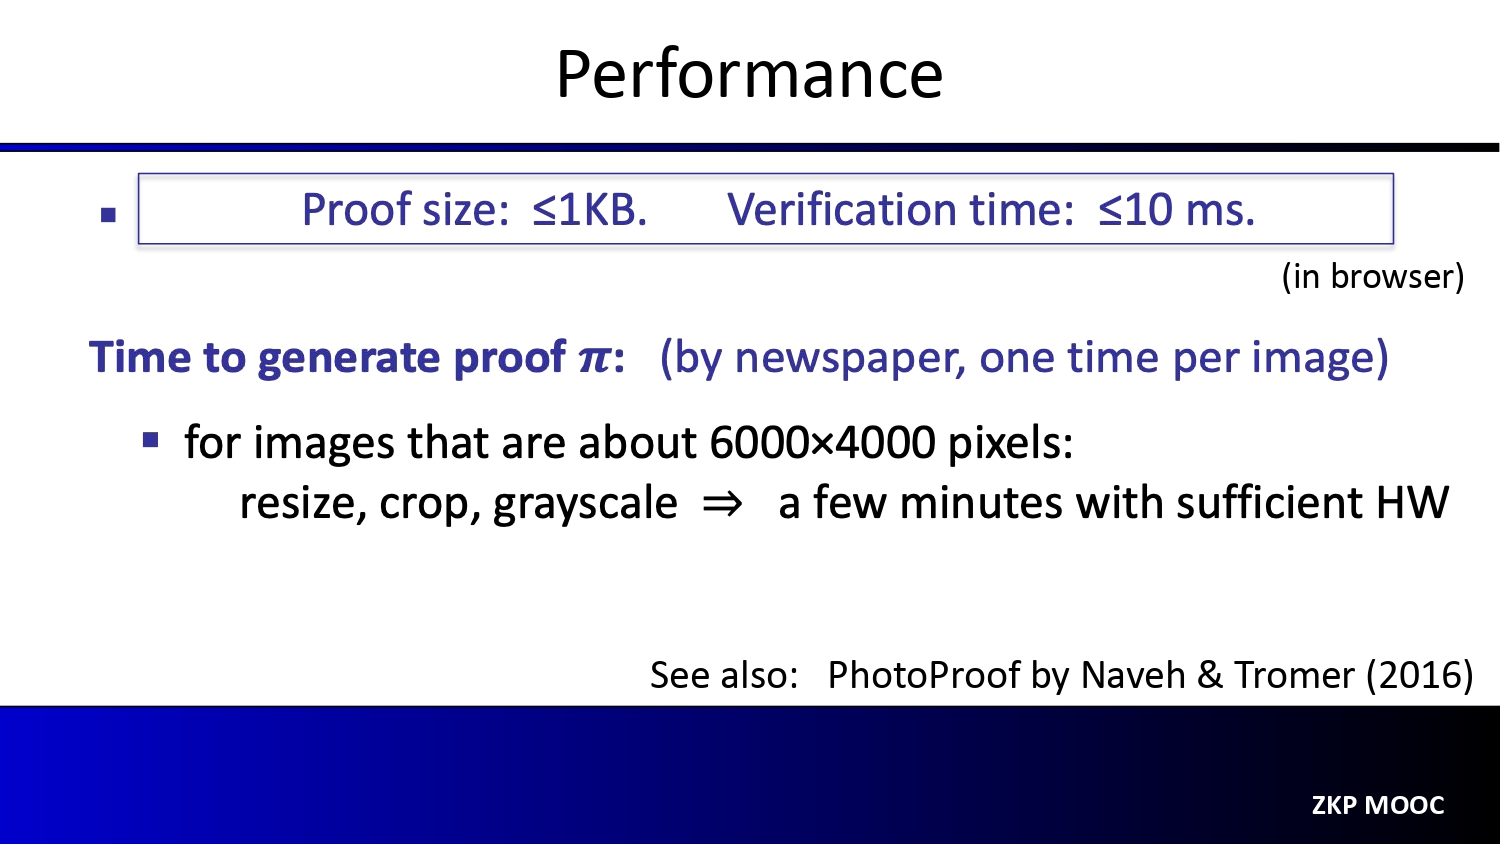 Performance
▪ Proof size: ≤1KB. Verification time: ≤10 ms.
(in browser)
Time to generate proof π: (by newspaper, one time per image)
▪ for images that are about 6000×4000 pixels:
resize, crop, grayscale ⇒ a few minutes with sufficient HW
See also: PhotoProof by Naveh & Tromer (2016)
ZKP MOOC